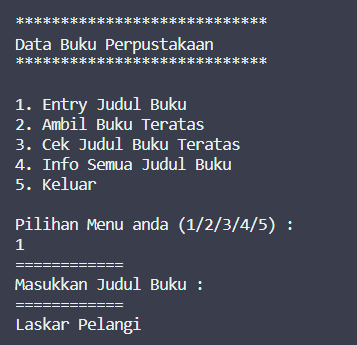 ****************************
Data Buku Perpustakaan
****************************
1. Entry Judul Buku
2. Ambil Buku Teratas
3. Cek Judul Buku Teratas
4. Info Semua Judul Buku
5. Keluar
Pilihan Menu anda (1/2/3/4/5) :
1
============
Masukkan Judul Buku :
============
Laskar Pelangi